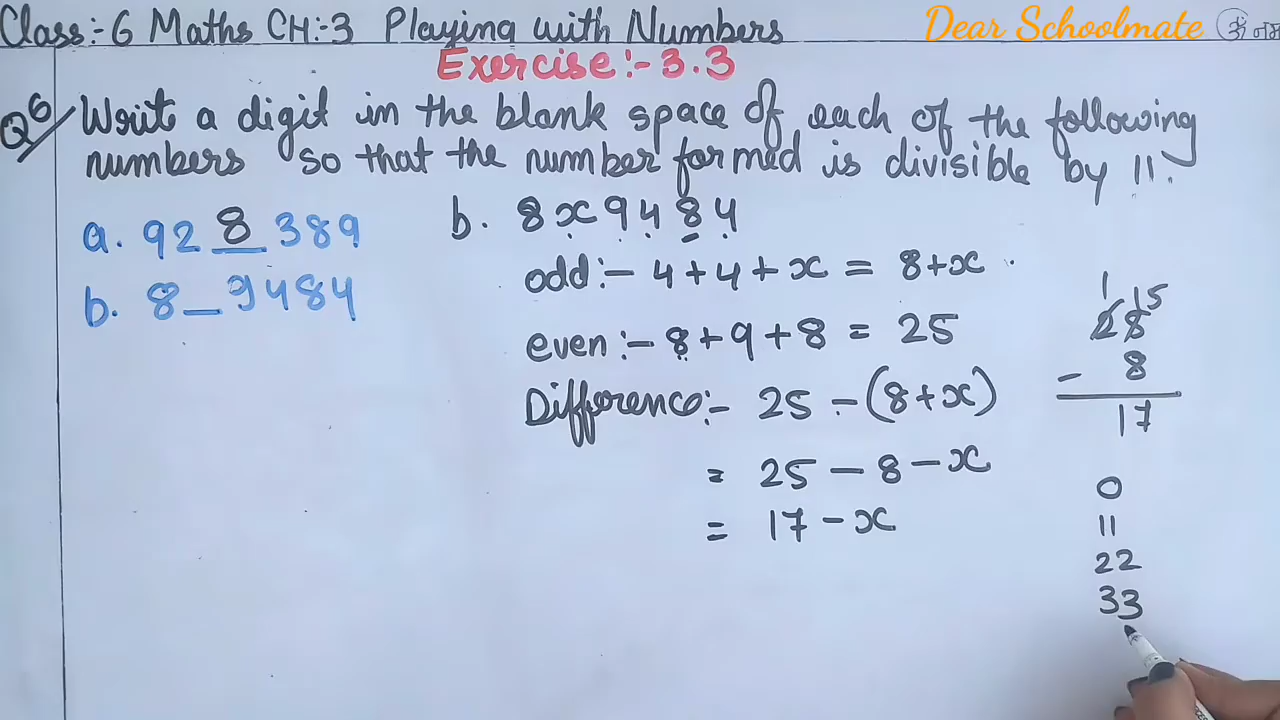 Class:- 6 Maths CH:-3 Playing with Numbers
Dear Schoolmate
Exercise:- 3.3
Q6 Write a digit in the blank space of each of the following
numbers so that the number formed is divisible by 11.
a. 92 8 389
b. 8_9484
b. 8x9484
odd:- 4+4+x = 8+x
even:- 8+9+8 = 25
Difference:- 25 - (8+x)
= 25 - 8 - x
= 17 - x
1 15
28
- 8
17
0
11
22
33